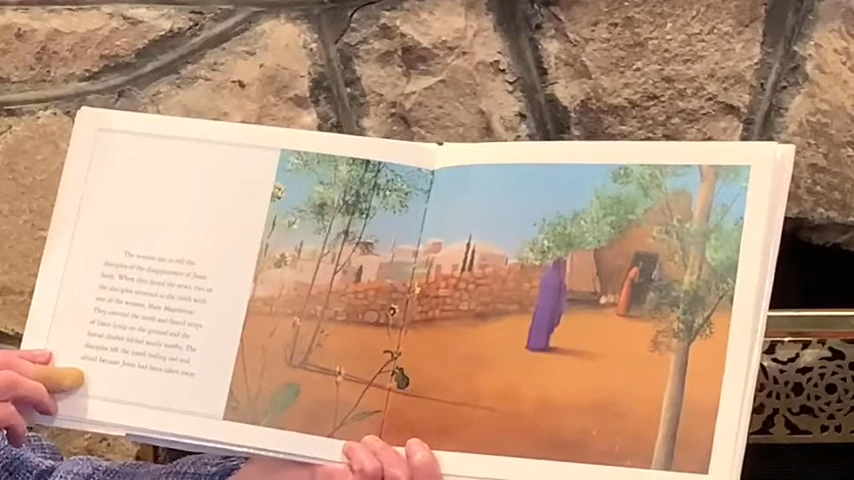 The women ran to tell the
disciples of the disappearance of Jesus'
body. When they heard the news, two of
the disciples returned to the tomb with
one of the women, Mary Magdalene.
They entered the tomb and found strips
of linen lying on the ground and the
burial clothes folded neatly nearby. The
disciples left the tomb feeling sad and
afraid because Jesus had been taken away.